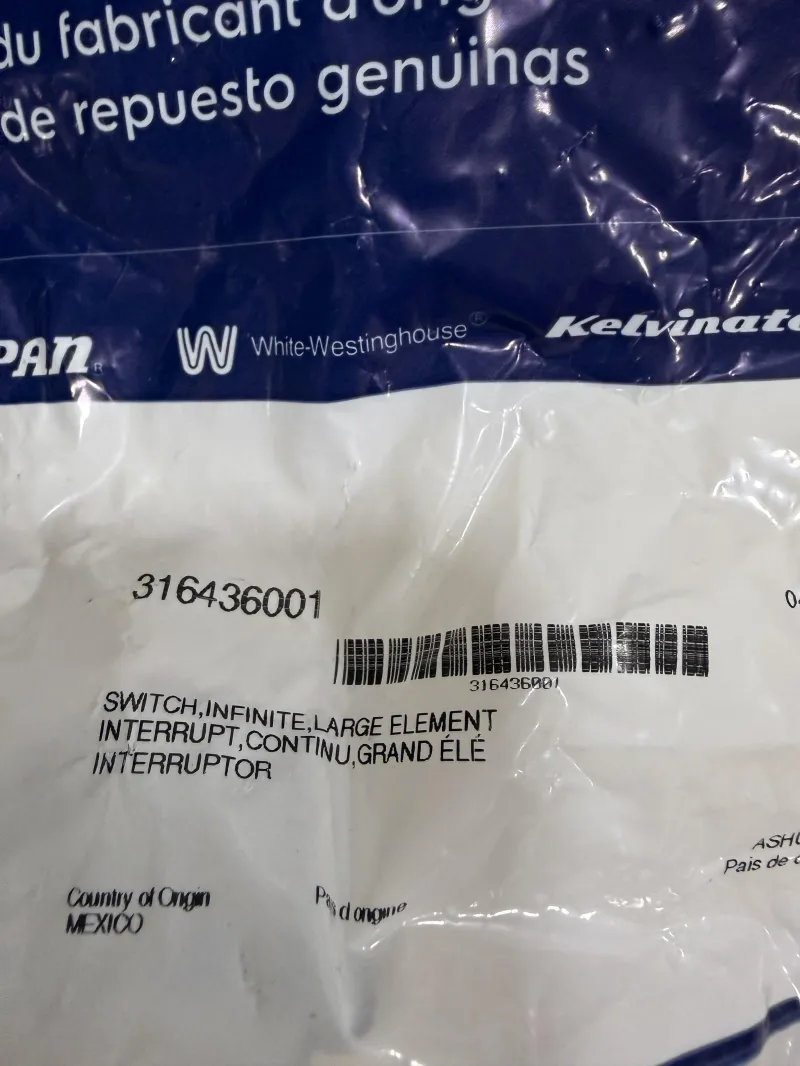 du fabricant d'orig
de repuesto genuinas
PAN®
W White-Westinghouse®
Kelvinato
316436001
316436001
SWITCH,INFINITE,LARGE ELEMENT
INTERRUPT,CONTINU,GRAND ÉLÉ
INTERRUPTOR
ASH
Pais de
Country of Origin
MEXICO
Pais d origine